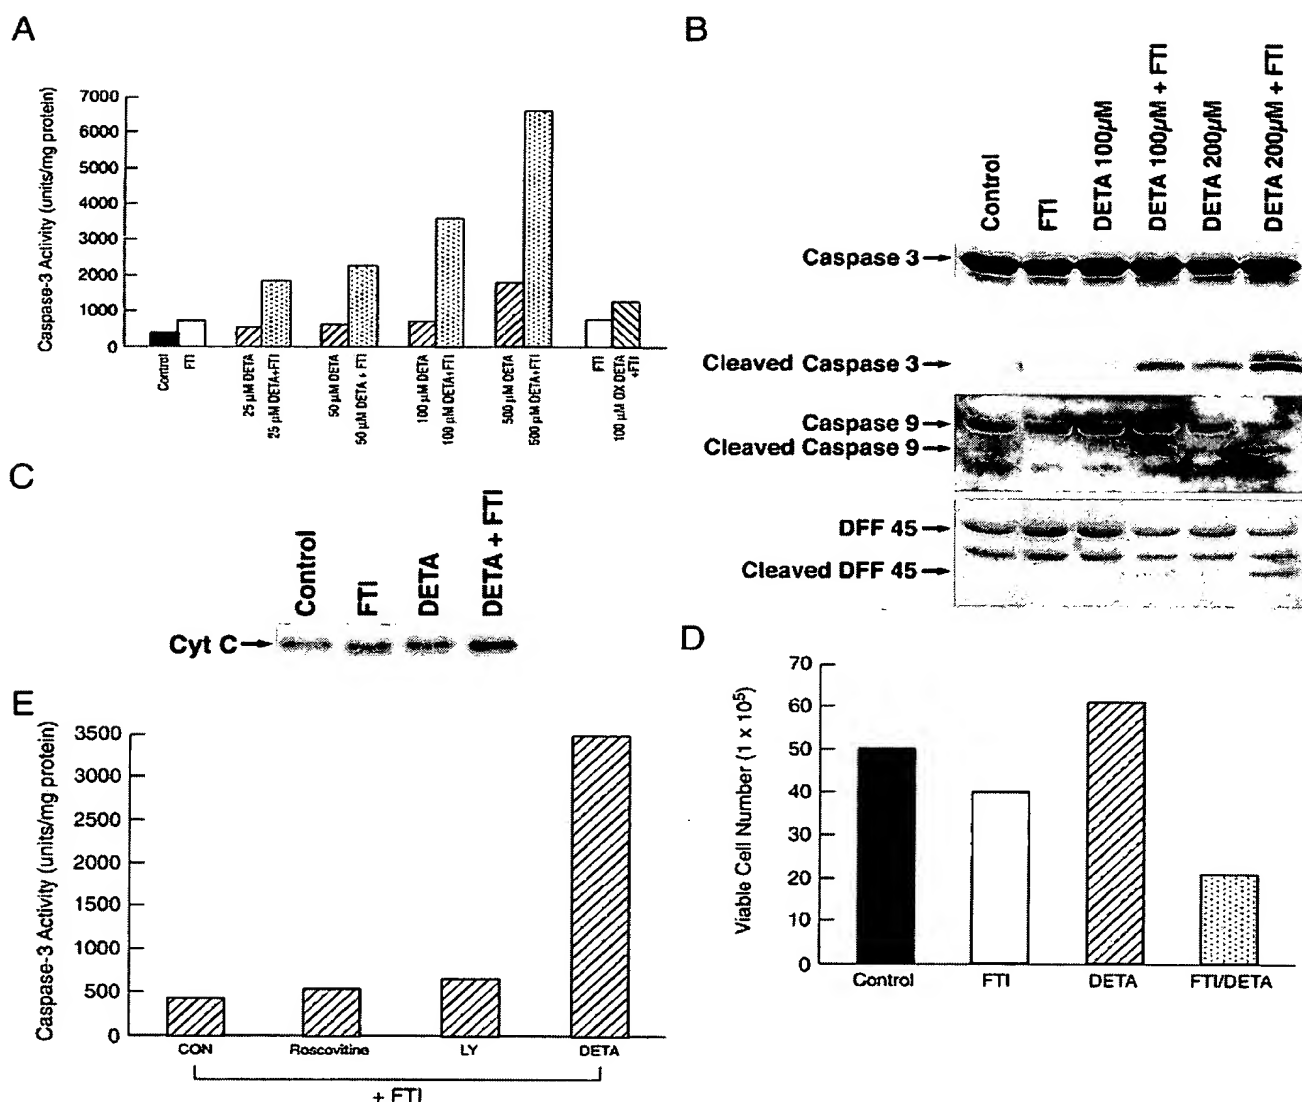 A
Caspase-3 Activity (units/mg protein)
7000
6000
5000
4000
3000
2000
1000
0
Control
FTI
25 µM DETA
25 µM DETA+FTI
50 µM DETA
50 µM DETA + FTI
100 µM DETA
100 µM DETA+FTI
500 µM DETA
500 µM DETA+FTI
FTI
100 µM OX DETA
+FTI
B
Control
FTI
DETA 100µM
DETA 100µM + FTI
DETA 200µM
DETA 200µM + FTI
Caspase 3
Cleaved Caspase 3
Caspase 9
Cleaved Caspase 9
DFF 45
Cleaved DFF 45
C
Control
FTI
DETA
DETA + FTI
Cyt C
D
Viable Cell Number (1 x 10⁵)
70
60
50
40
30
20
10
0
Control
FTI
DETA
FTI/DETA
E
Caspase-3 Activity (units/mg protein)
3500
3000
2500
2000
1500
1000
500
0
CON
Roscovitine
LY
DETA
+ FTI